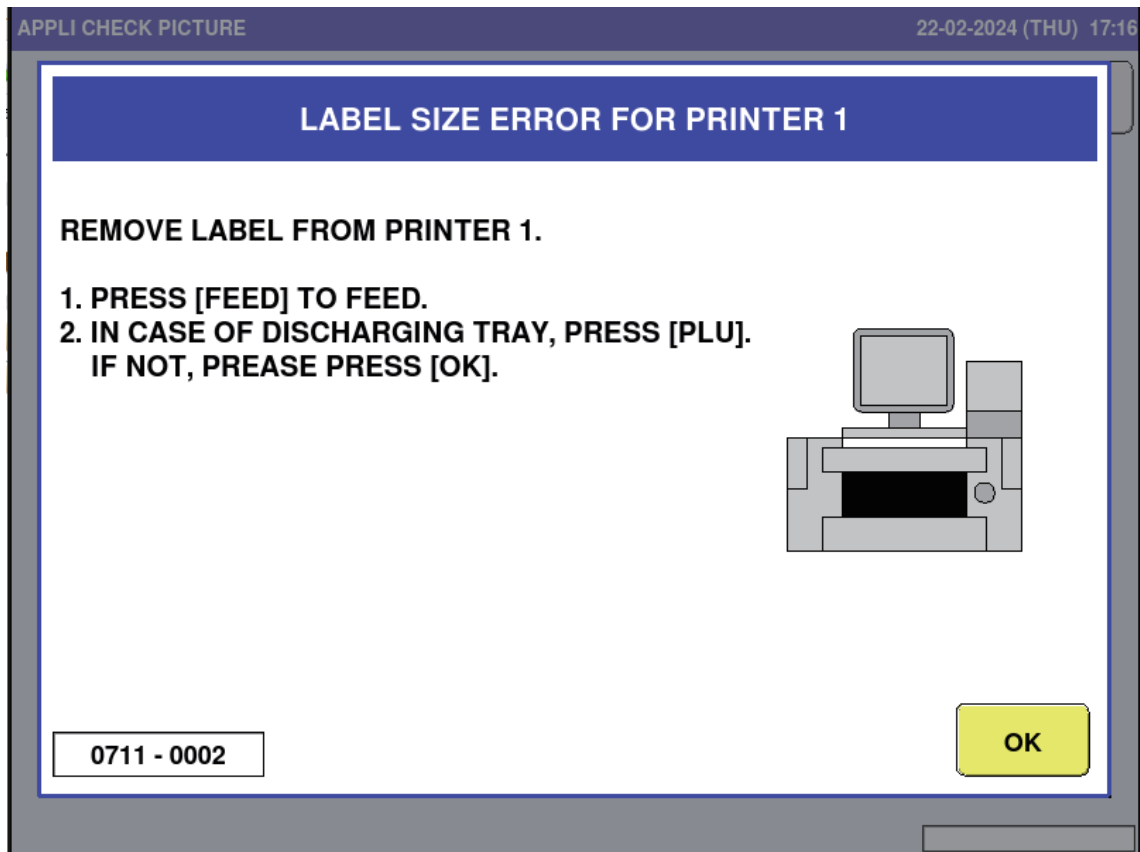 APPLI CHECK PICTURE
22-02-2024 (THU) 17:16
LABEL SIZE ERROR FOR PRINTER 1
REMOVE LABEL FROM PRINTER 1.
1. PRESS [FEED] TO FEED.
2. IN CASE OF DISCHARGING TRAY, PRESS [PLU].
IF NOT, PREASE PRESS [OK].
0711 - 0002
OK